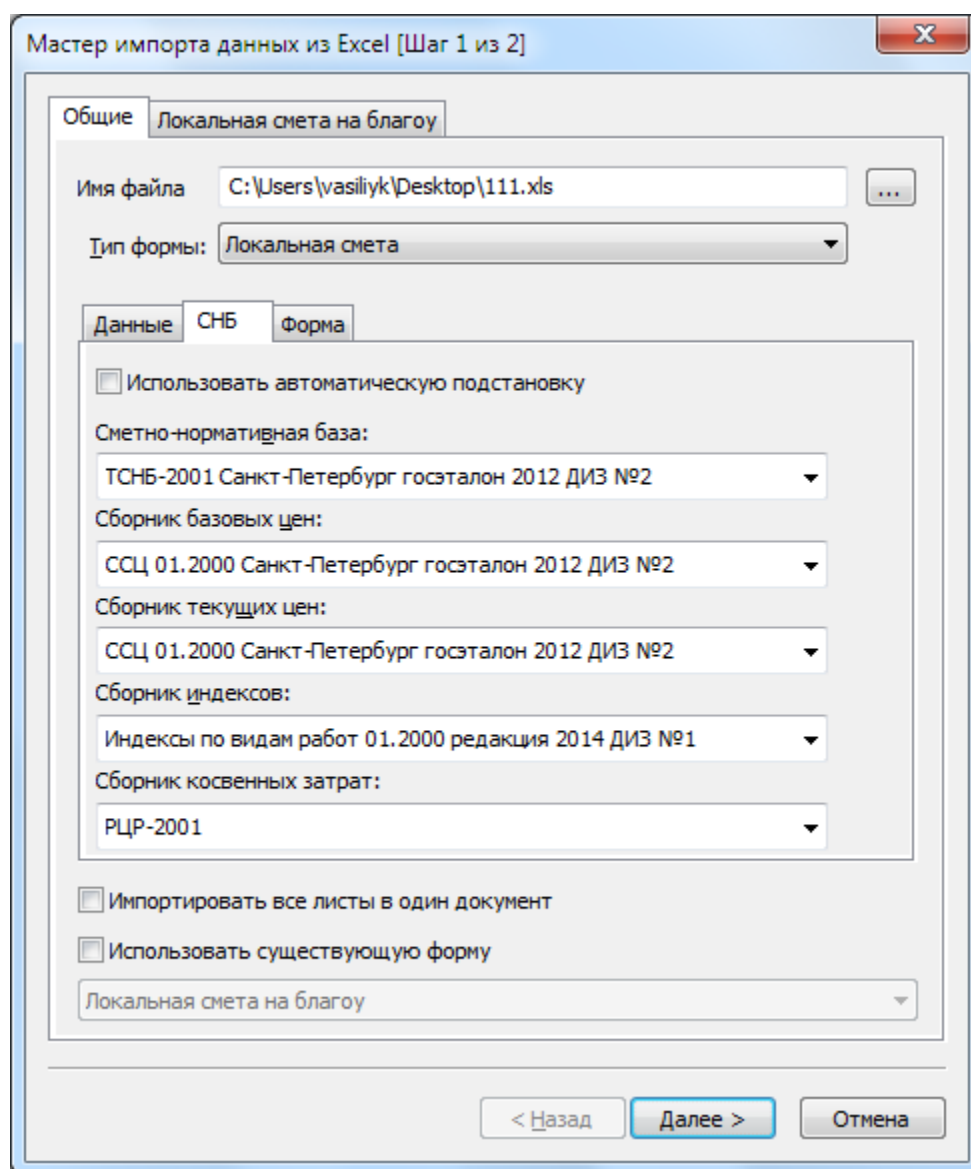 Мастер импорта данных из Excel [Шаг 1 из 2]
Общие
Локальная смета на благоу
Имя файла
C:\Users\vasiliyk\Desktop\111.xls
...
Тип формы:
Локальная смета
Данные
СНБ
Форма
Использовать автоматическую подстановку
Сметно-нормативная база:
ТСНБ-2001 Санкт-Петербург госэталон 2012 ДИЗ №2
Сборник базовых цен:
ССЦ 01.2000 Санкт-Петербург госэталон 2012 ДИЗ №2
Сборник текущих цен:
ССЦ 01.2000 Санкт-Петербург госэталон 2012 ДИЗ №2
Сборник индексов:
Индексы по видам работ 01.2000 редакция 2014 ДИЗ №1
Сборник косвенных затрат:
РЦР-2001
Импортировать все листы в один документ
Использовать существующую форму
Локальная смета на благоу
< Назад
Далее >
Отмена